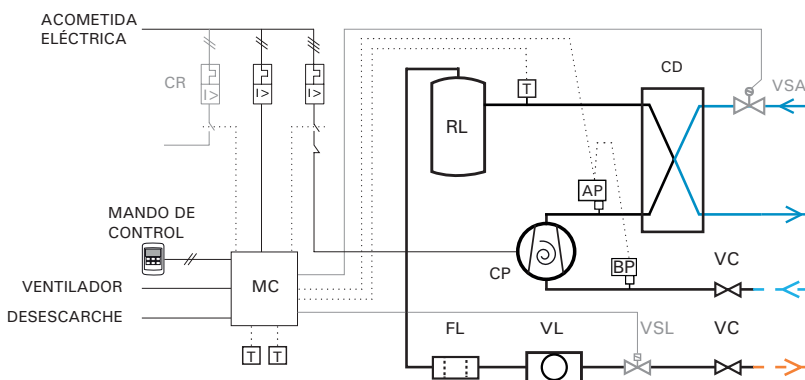 ACOMETIDA
ELÉCTRICA
CR
I>
I>
I>
T
CD
VSA
RL
AP
MANDO DE
CONTROL
CP
BP
VC
VENTILADOR
MC
DESESCARCHE
T
T
FL
VL
VSL
VC